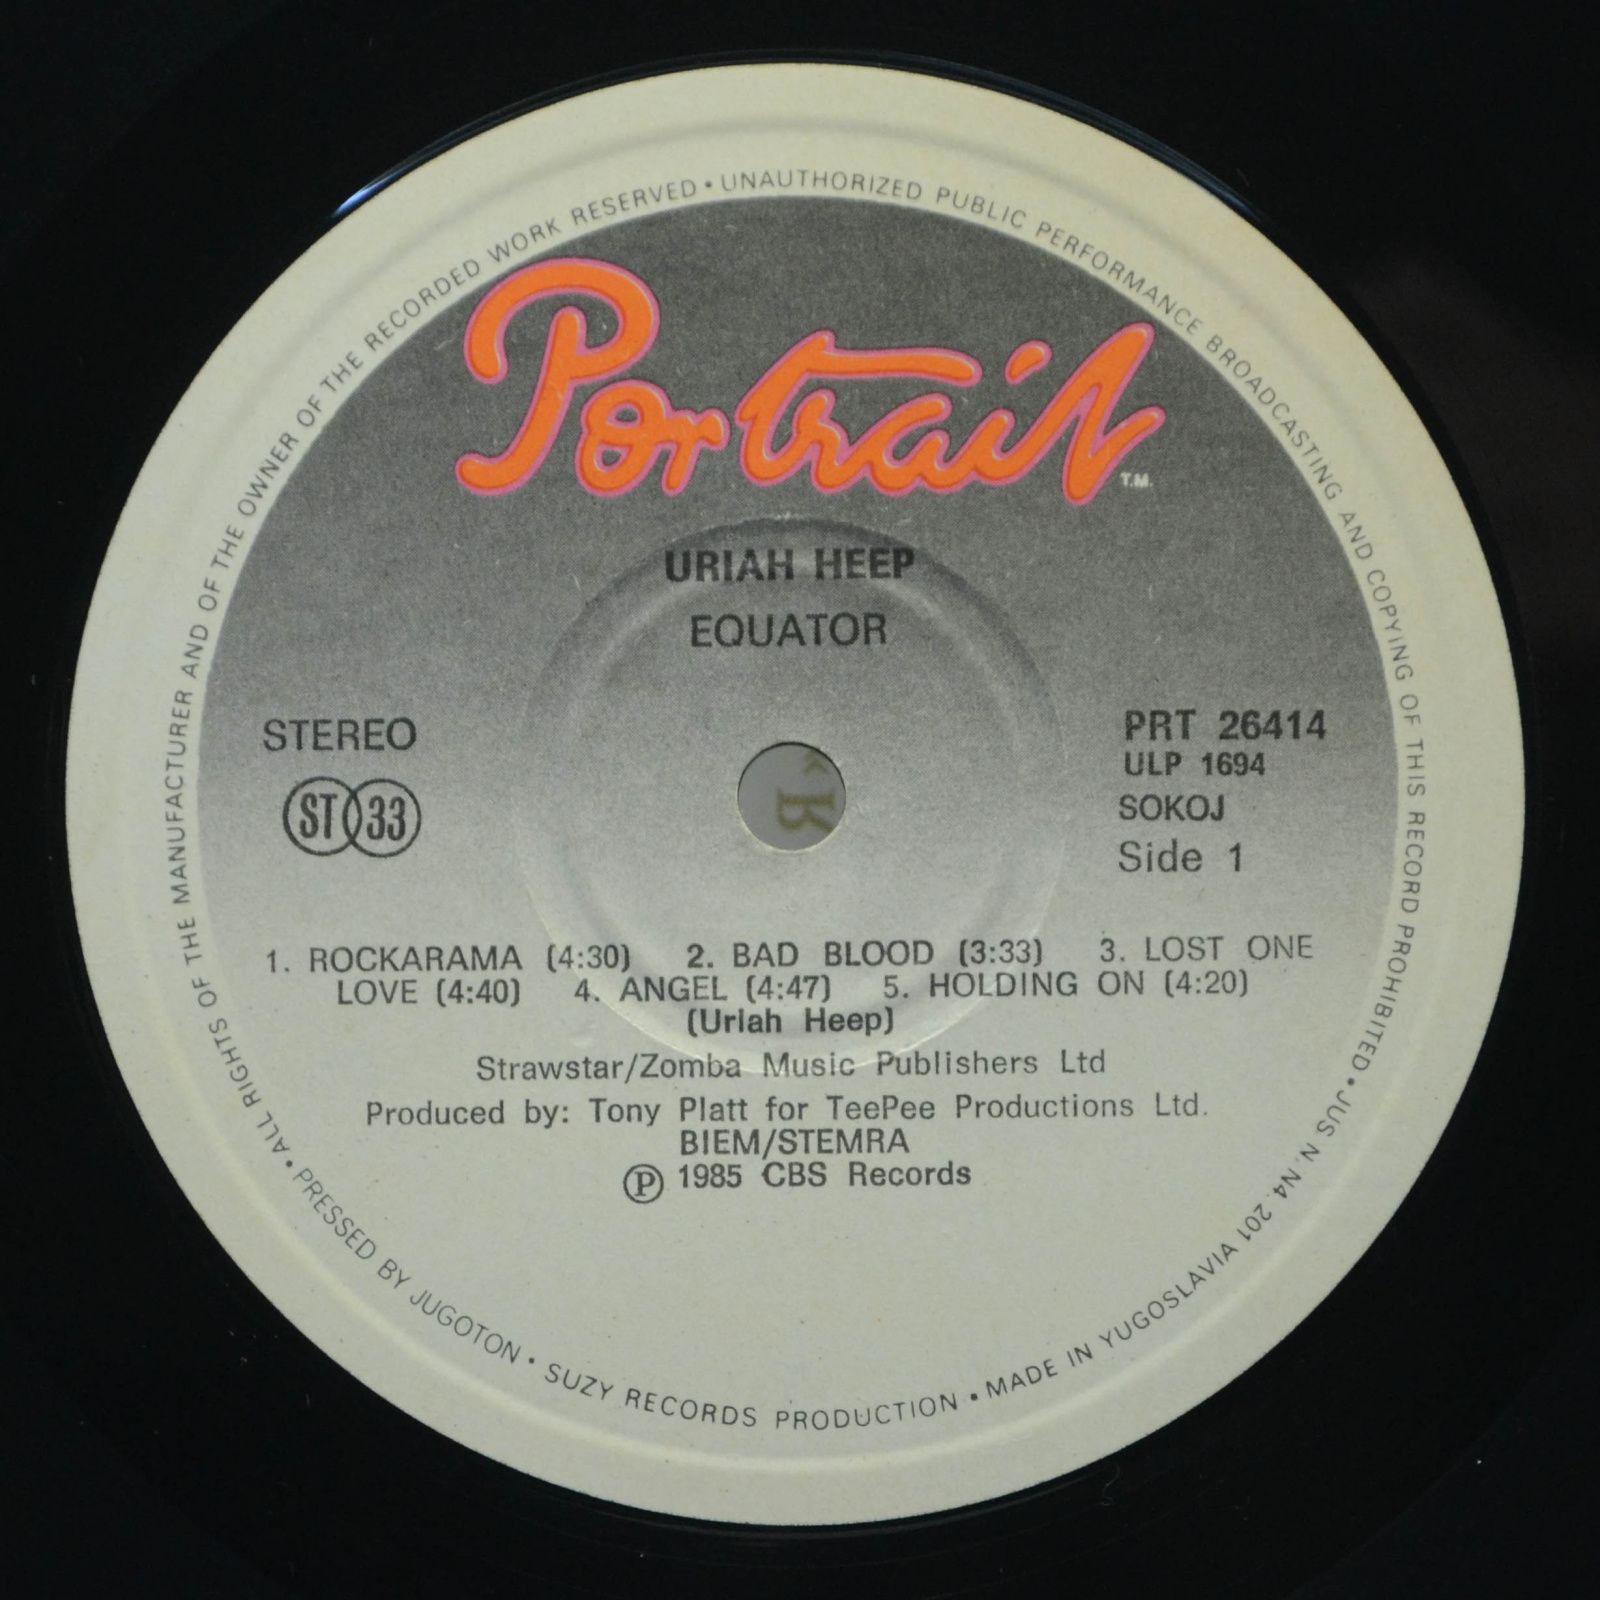 Portrait
T.M.
URIAH HEEP
EQUATOR
STEREO
ST 33
PRT 26414
ULP 1694
SOKOJ
Side 1
1. ROCKARAMA (4:30) 2. BAD BLOOD (3:33) 3. LOST ONE
LOVE (4:40) 4. ANGEL (4:47) 5. HOLDING ON (4:20)
(Uriah Heep)
Strawstar/Zomba Music Publishers Ltd
Produced by: Tony Platt for TeePee Productions Ltd.
BIEM/STEMRA
Ⓟ 1985 CBS Records
ALL RIGHTS OF THE MANUFACTURER AND OF THE OWNER OF THE RECORDED WORK RESERVED • UNAUTHORIZED PUBLIC PERFORMANCE BROADCASTING AND COPYING OF THIS RECORD PROHIBITED • JUS N. N4. 201
• PRESSED BY JUGOTON • SUZY RECORDS PRODUCTION • MADE IN YUGOSLAVIA